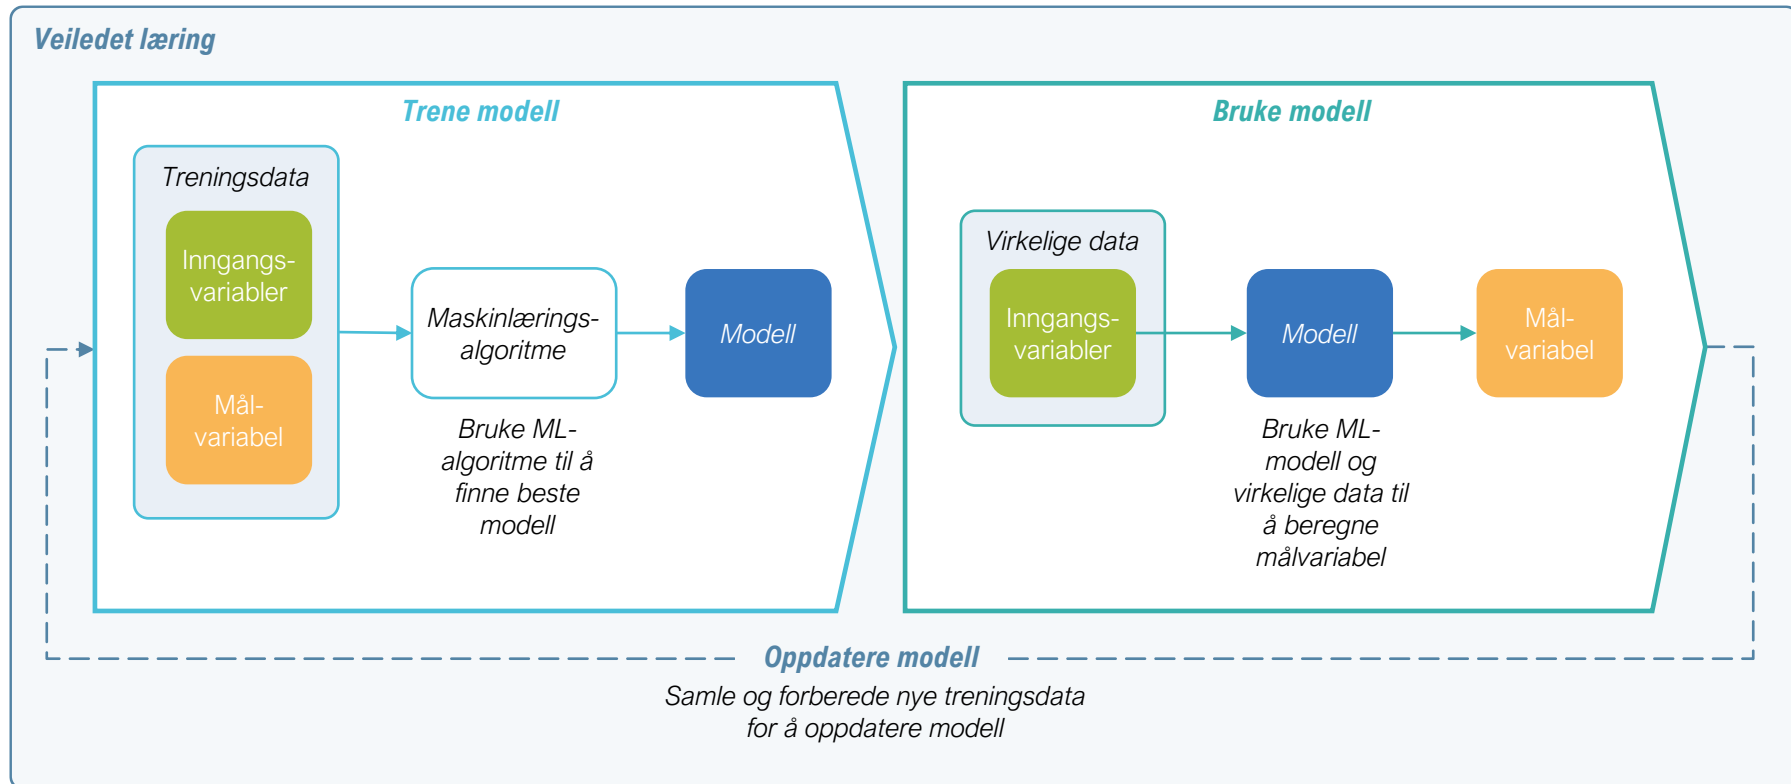 Veiledet læring
Trene modell
Treningsdata
Inngangs-
variabler
Mål-
variabel
Maskinlærings-
algoritme
Bruke ML-
algoritme til å
finne beste
modell
Modell
Bruke modell
Virkelige data
Inngangs-
variabler
Modell
Bruke ML-
modell og
virkelige data til
å beregne
målvariabel
Mål-
variabel
Oppdatere modell
Samle og forberede nye treningsdata
for å oppdatere modell